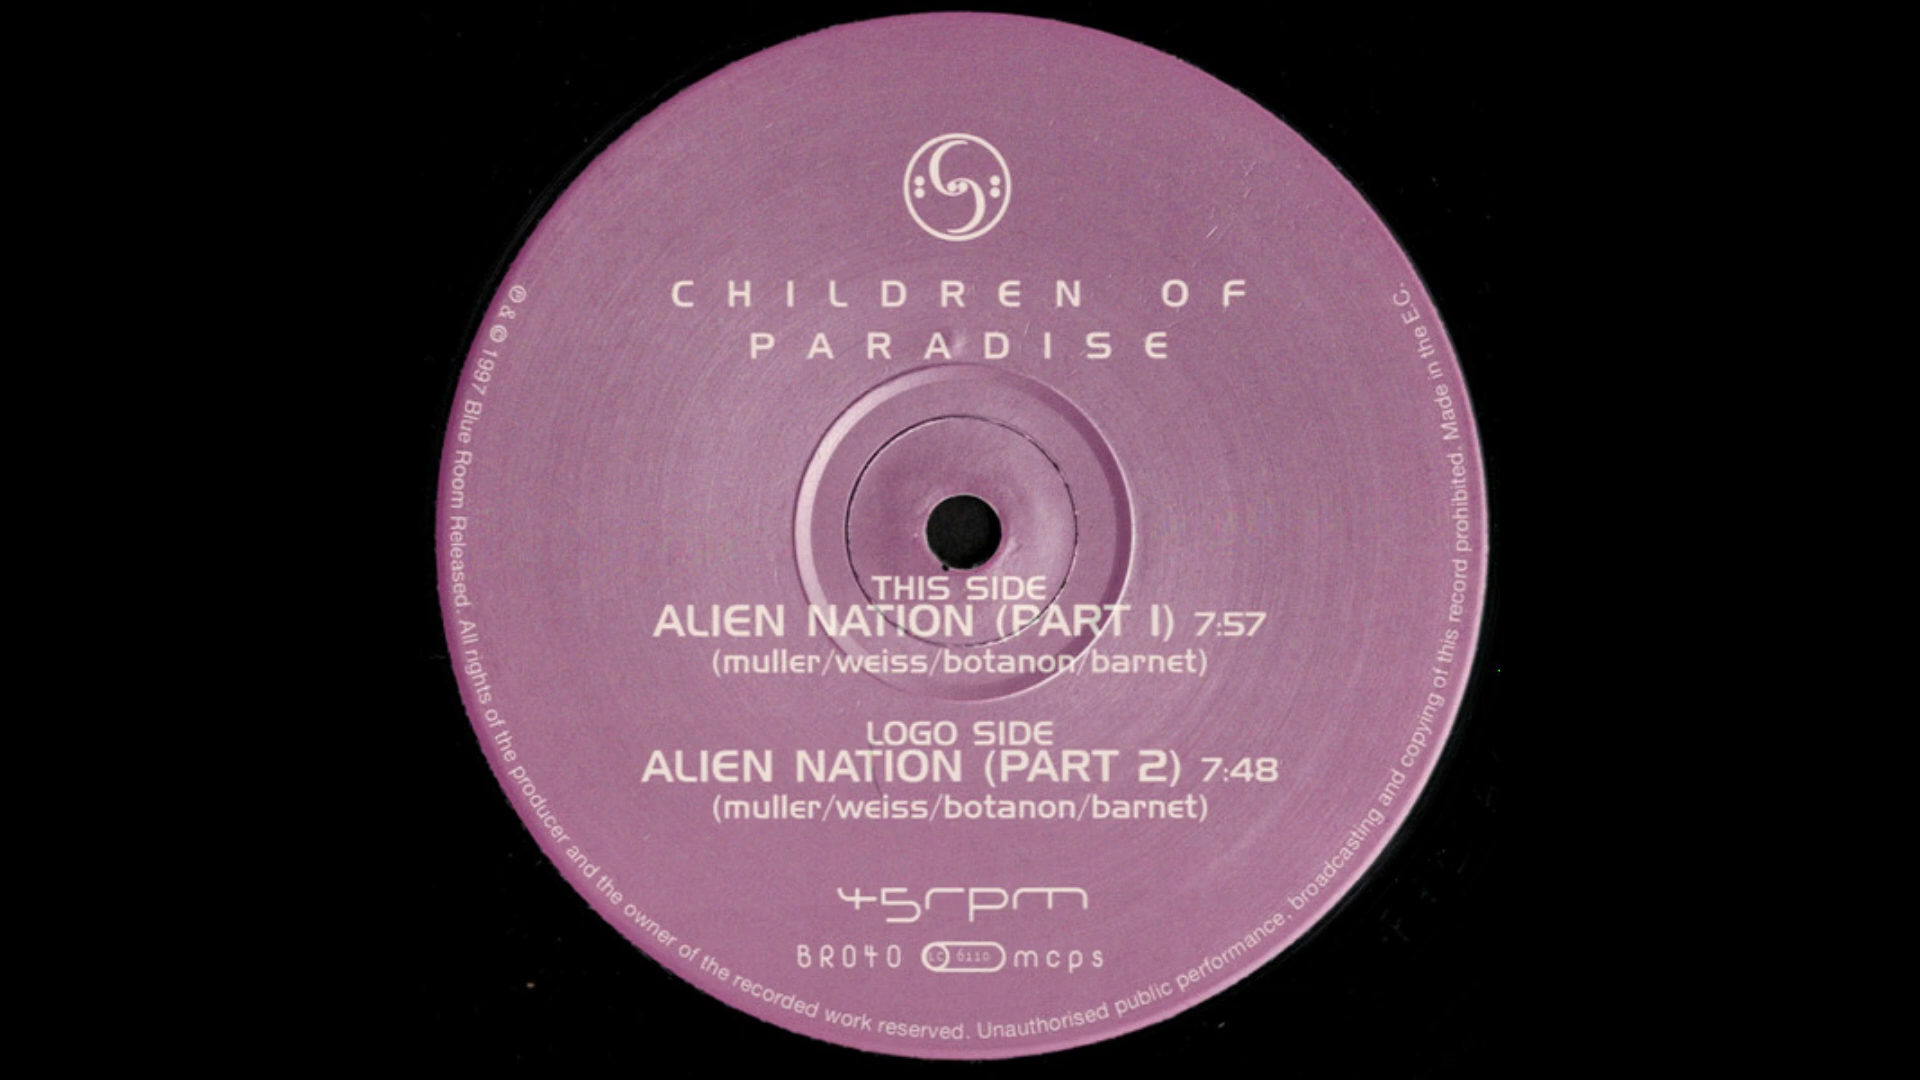 CHILDREN OF
PARADISE
THIS SIDE
ALIEN NATION (PART 1) 7:57
(muller/weiss/botanon/barnet)
LOGO SIDE
ALIEN NATION (PART 2) 7:48
(muller/weiss/botanon/barnet)
45rpm
BR040 LC 6110 mcps
℗ & © 1997 Blue Room Released. All rights of the producer and the owner of the recorded work reserved. Unauthorised public performance, broadcasting and copying of this record prohibited. Made in the E.C.